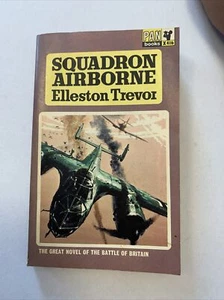 SQUADRON
AIRBORNE
Elleston Trevor
PAN
books
THE GREAT NOVEL OF THE BATTLE OF BRITAIN